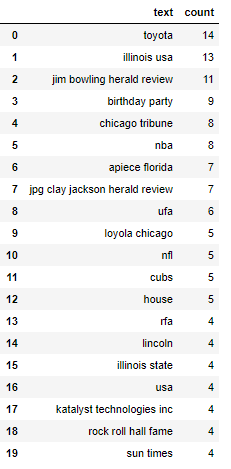 text count
0 toyota 14
1 illinois usa 13
2 jim bowling herald review 11
3 birthday party 9
4 chicago tribune 8
5 nba 8
6 apiece florida 7
7 jpg clay jackson herald review 7
8 ufa 6
9 loyola chicago 5
10 nfl 5
11 cubs 5
12 house 5
13 rfa 4
14 lincoln 4
15 illinois state 4
16 usa 4
17 katalyst technologies inc 4
18 rock roll hall fame 4
19 sun times 4